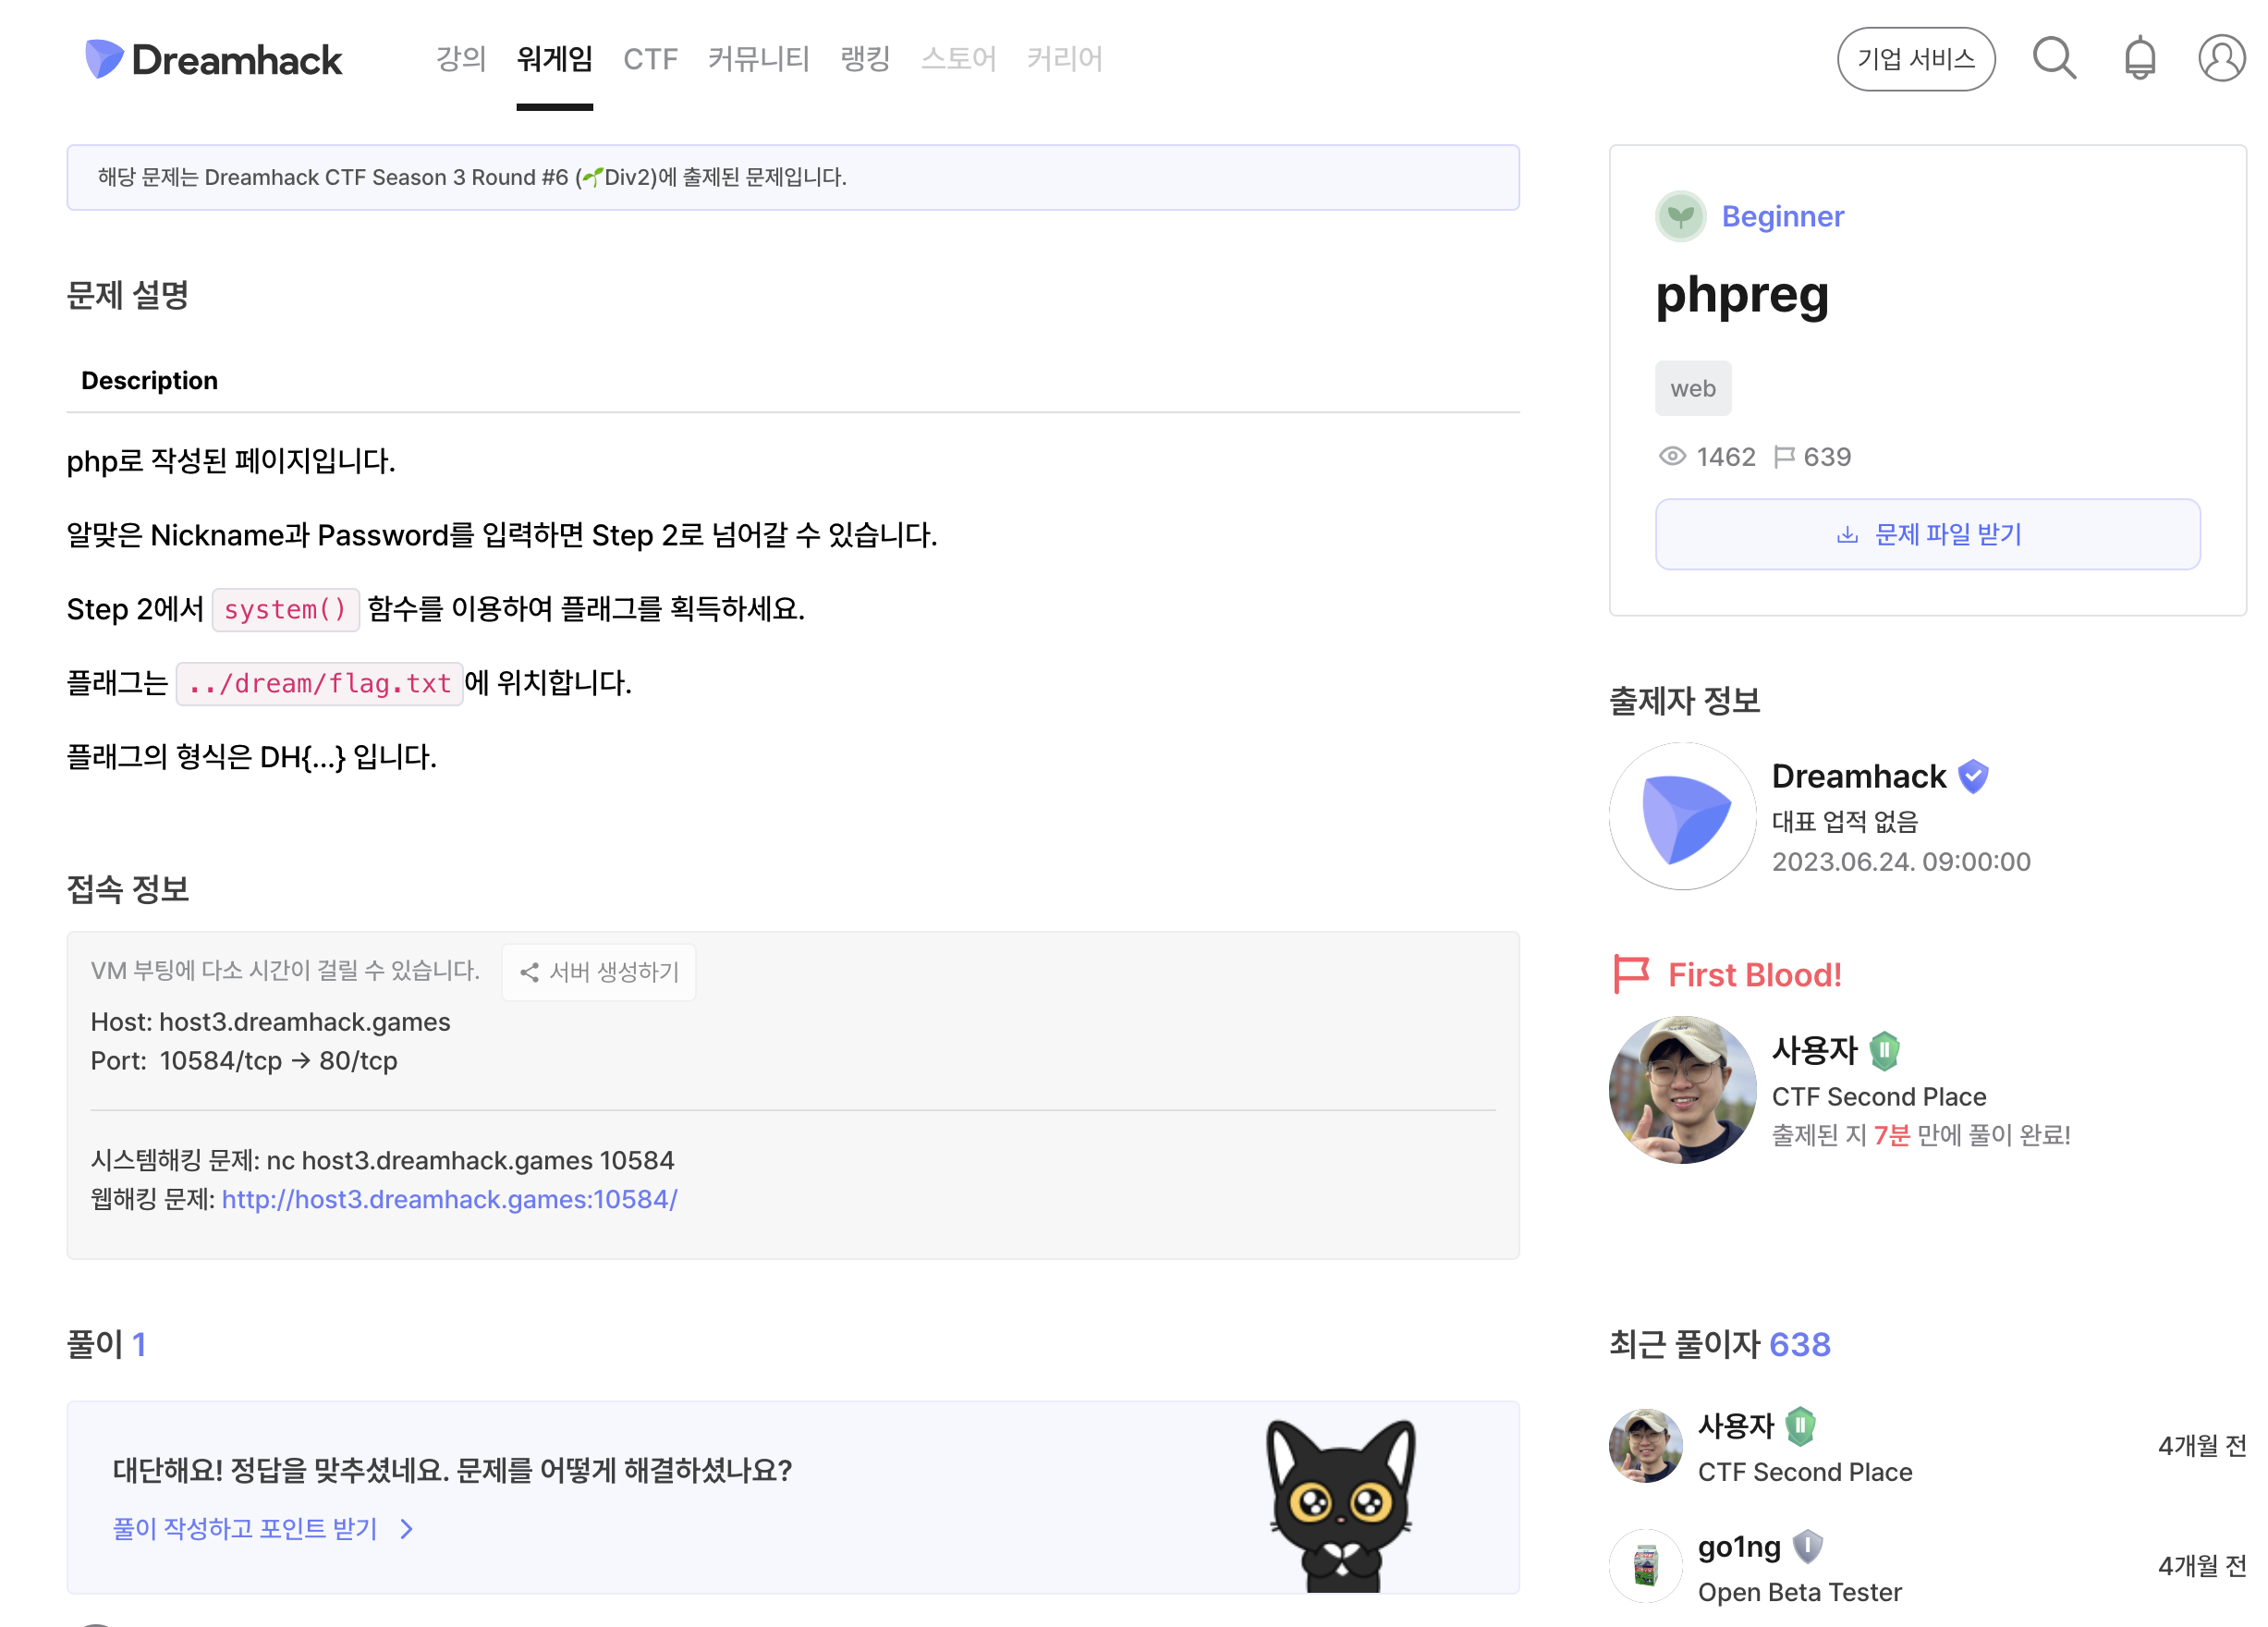 Dreamhack 강의 워게임 CTF 커뮤니티 랭킹 스토어 커리어 기업 서비스
해당 문제는 Dreamhack CTF Season 3 Round #6 (🌱Div2)에 출제된 문제입니다.
문제 설명
Description
php로 작성된 페이지입니다.
알맞은 Nickname과 Password를 입력하면 Step 2로 넘어갈 수 있습니다.
Step 2에서 system() 함수를 이용하여 플래그를 획득하세요.
플래그는 ../dream/flag.txt에 위치합니다.
플래그의 형식은 DH{...} 입니다.
접속 정보
VM 부팅에 다소 시간이 걸릴 수 있습니다. 서버 생성하기
Host: host3.dreamhack.games
Port: 10584/tcp → 80/tcp
시스템해킹 문제: nc host3.dreamhack.games 10584
웹해킹 문제: http://host3.dreamhack.games:10584/
풀이 1
대단해요! 정답을 맞추셨네요. 문제를 어떻게 해결하셨나요?
풀이 작성하고 포인트 받기
Beginner
phpreg
web
1462 639
문제 파일 받기
출제자 정보
Dreamhack
대표 업적 없음
2023.06.24. 09:00:00
First Blood!
사용자
CTF Second Place
출제된 지 7분 만에 풀이 완료!
최근 풀이자 638
사용자
CTF Second Place
4개월 전
go1ng
Open Beta Tester
4개월 전